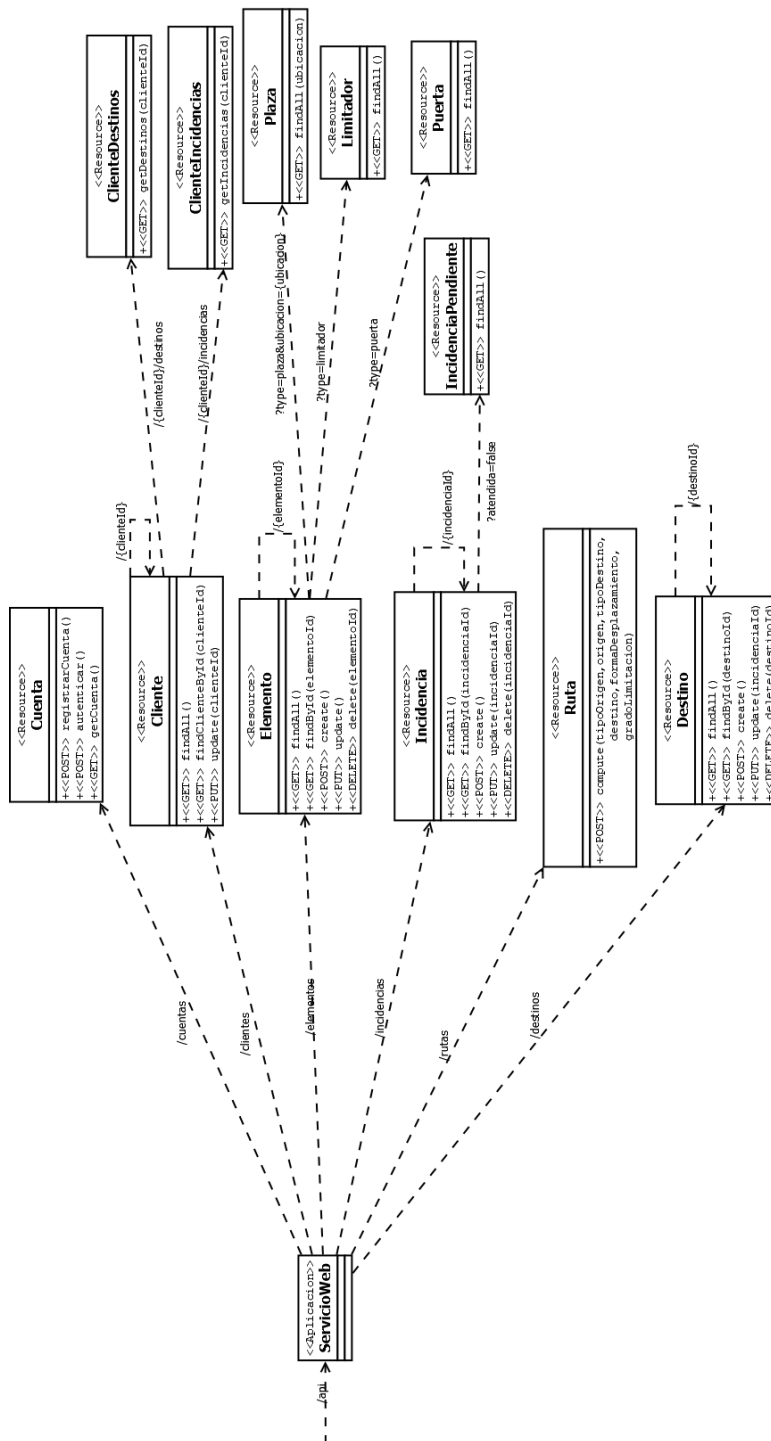 /api
<<Aplicacion>>
ServicioWeb
/cuentas
/clientes
/elementos
/incidencias
/rutas
/destinos
<<Resource>>
Cuenta
+<<POST>> registrarCuenta()
+<<POST>> autenticar()
+<<GET>> getCuenta()
<<Resource>>
Cliente
+<<GET>> findAll()
+<<GET>> findClienteById(clienteId)
+<<PUT>> update(clienteId)
/{clienteId}
/{clienteId}/destinos
/{clienteId}/incidencias
<<Resource>>
Elemento
+<<GET>> findAll()
+<<GET>> findById(elementoId)
+<<POST>> create()
+<<PUT>> update()
+<<DELETE>> delete(elementoId)
/{elementoId}
?type=plaza&ubicacion={ubicacion}
?type=limitador
?type=puerta
<<Resource>>
Incidencia
+<<GET>> findAll()
+<<GET>> findById(incidenciaId)
+<<POST>> create()
+<<PUT>> update(incidenciaId)
+<<DELETE>> delete(incidenciaId)
/{incidenciaId}
?atendida=false
<<Resource>>
Ruta
+<<POST>> compute(tipoOrigen,origen,tipoDestino,
destino,formaDesplazamiento,
gradoLimitacion)
<<Resource>>
Destino
+<<GET>> findAll()
+<<GET>> findById(destinoId)
+<<POST>> create()
+<<PUT>> update(incidenciaId)
+<<DELETE>> delete(destinoId)
/{destinoId}
<<Resource>>
ClienteDestinos
+<<GET>> getDestinos(clienteId)
<<Resource>>
ClienteIncidencias
+<<GET>> getIncidencias(clienteId)
<<Resource>>
Plaza
+<<GET>> findAll(ubicacion)
<<Resource>>
Limitador
+<<GET>> findAll()
<<Resource>>
Puerta
+<<GET>> findAll()
<<Resource>>
IncidenciaPendiente
+<<GET>> findAll()